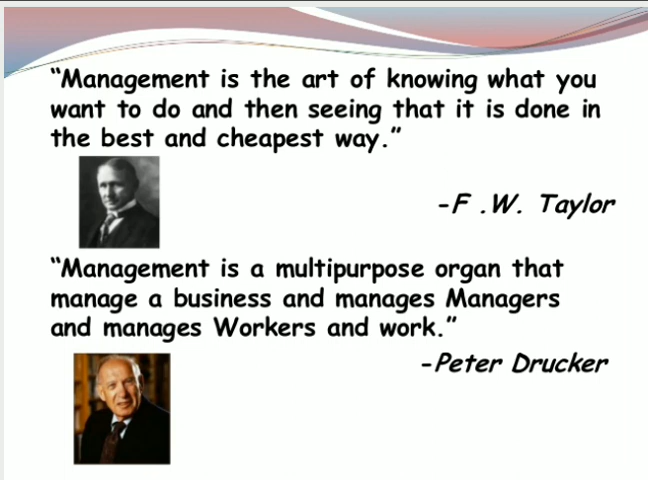 “Management is the art of knowing what you
want to do and then seeing that it is done in
the best and cheapest way.”
-F .W. Taylor
“Management is a multipurpose organ that
manage a business and manages Managers
and manages Workers and work.”
-Peter Drucker